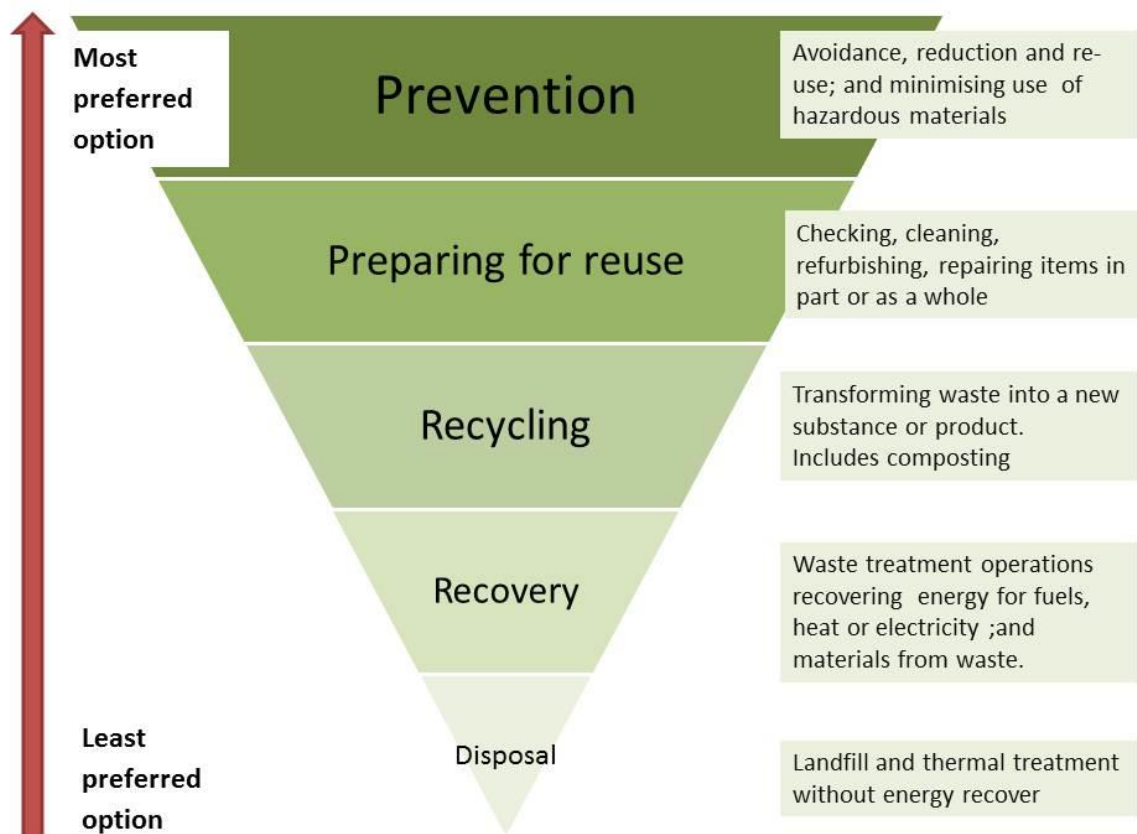 Most
preferred
option
Prevention
Avoidance, reduction and re-
use; and minimising use of
hazardous materials
Preparing for reuse
Checking, cleaning,
refurbishing, repairing items in
part or as a whole
Recycling
Transforming waste into a new
substance or product.
Includes composting
Recovery
Waste treatment operations
recovering energy for fuels,
heat or electricity ;and
materials from waste.
Least
preferred
option
Disposal
Landfill and thermal treatment
without energy recover